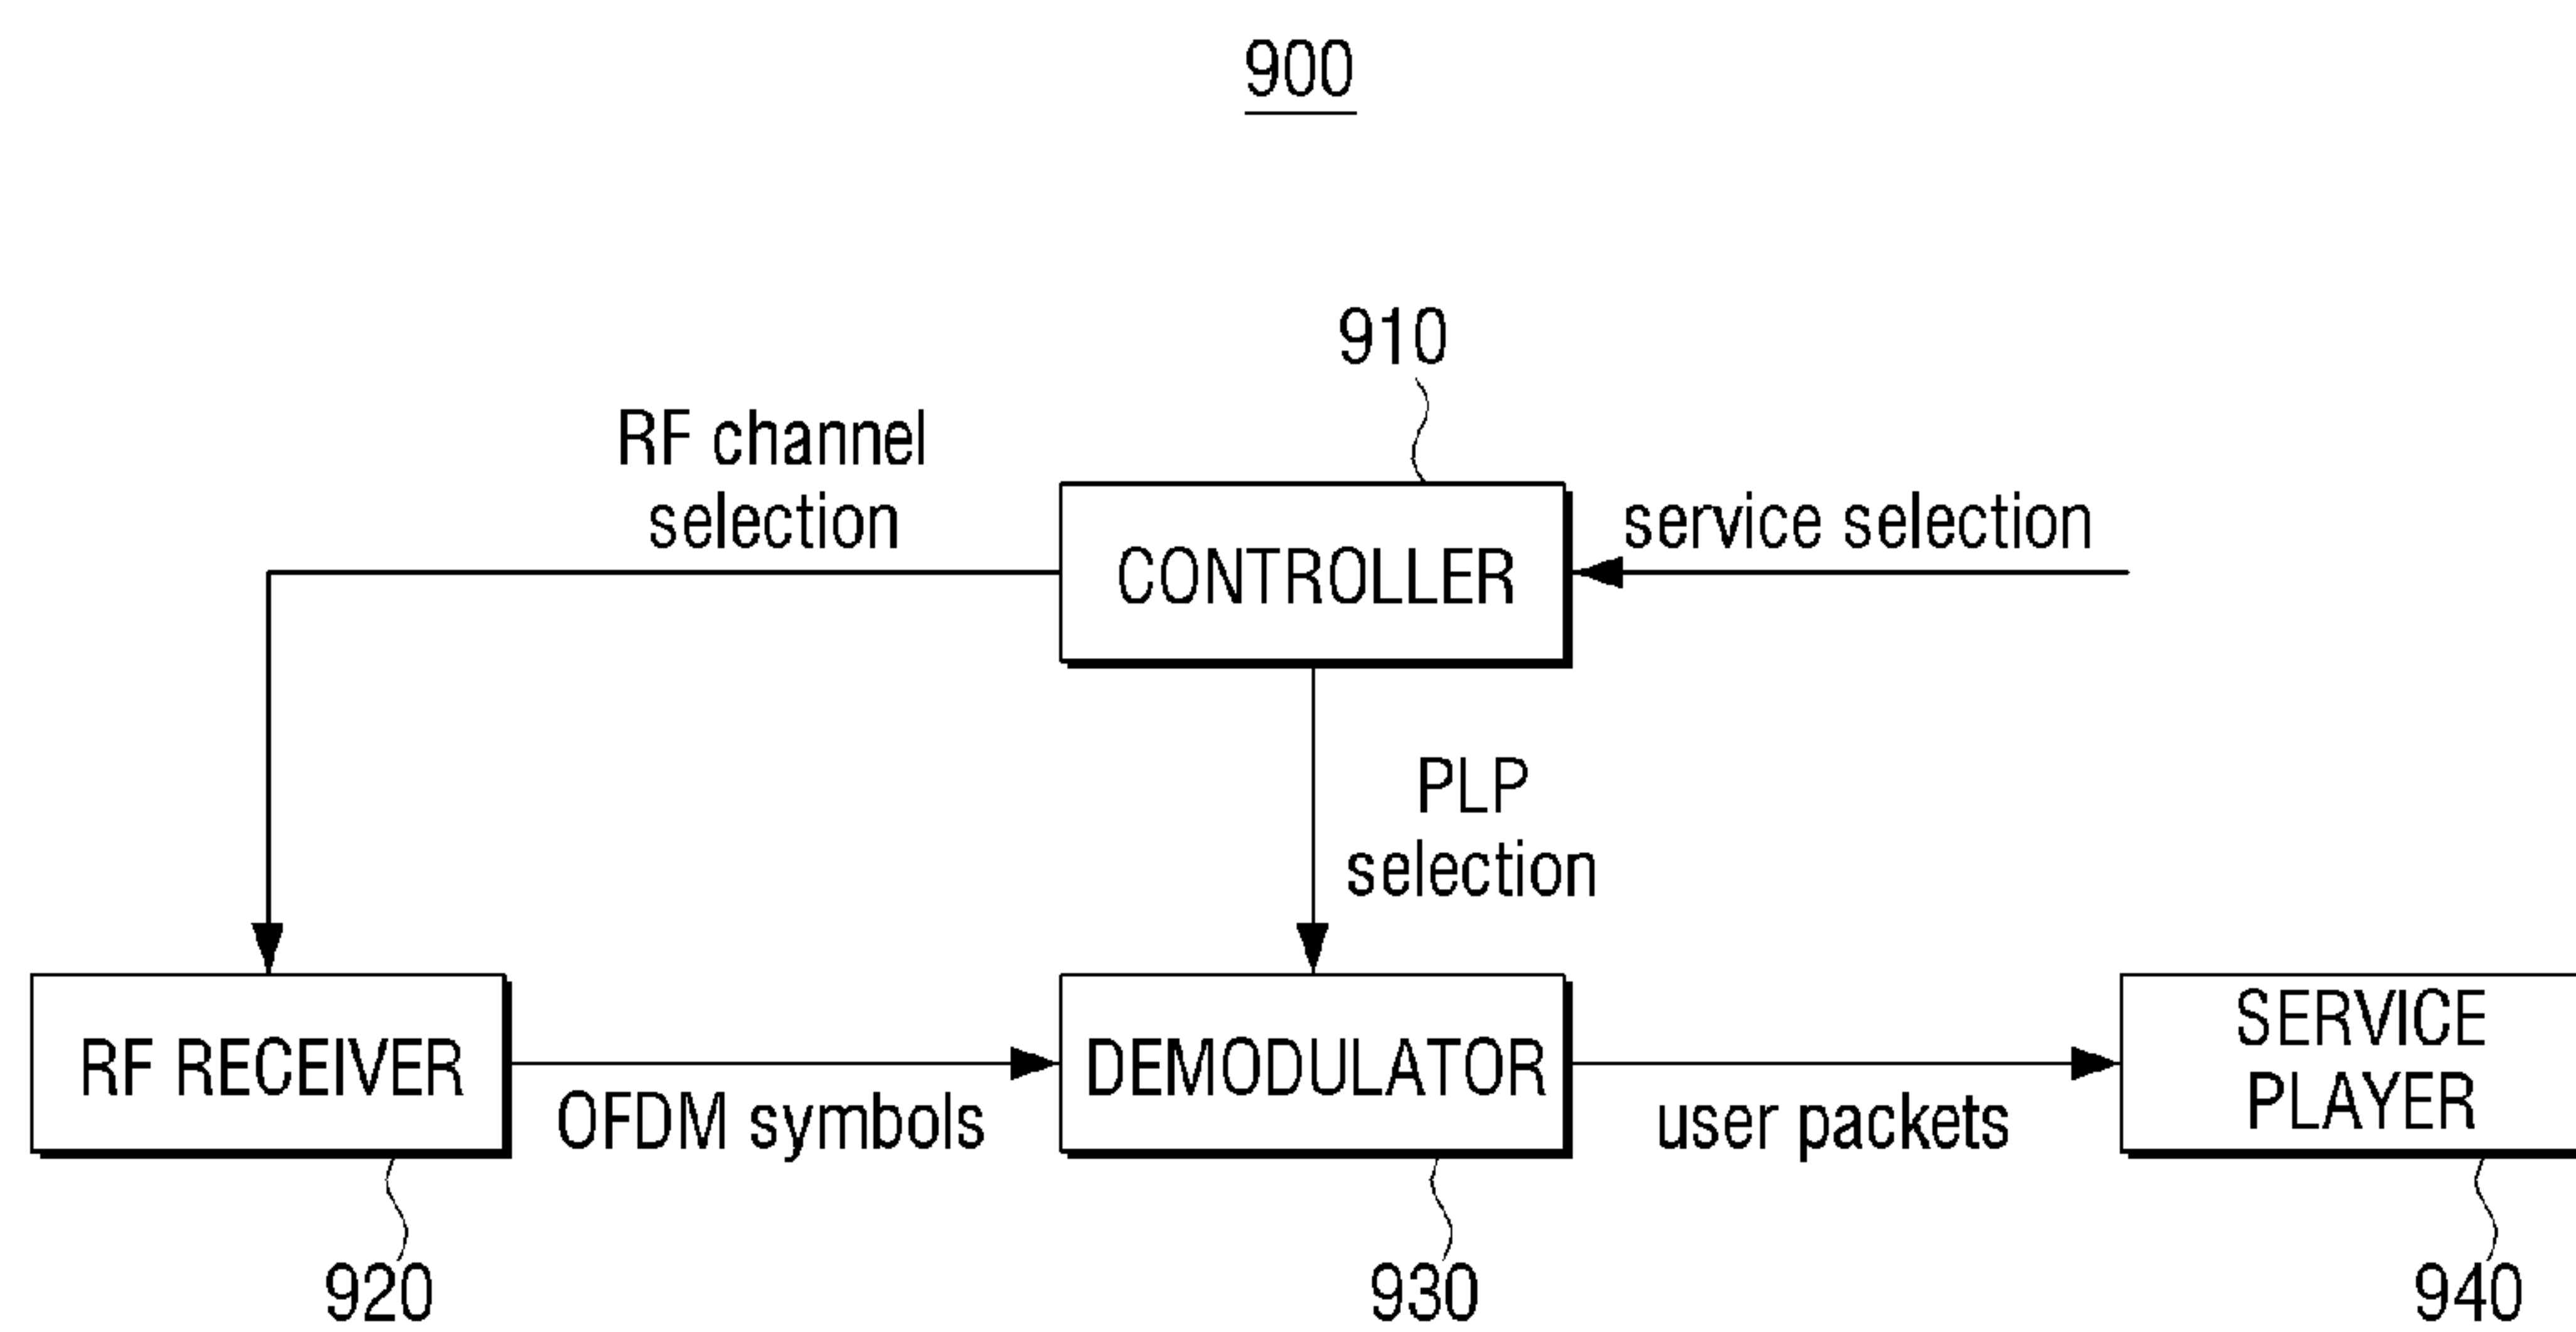 900
910
RF channel
selection
service selection
CONTROLLER
PLP
selection
RF RECEIVER
OFDM symbols
DEMODULATOR
user packets
SERVICE
PLAYER
920
930
940